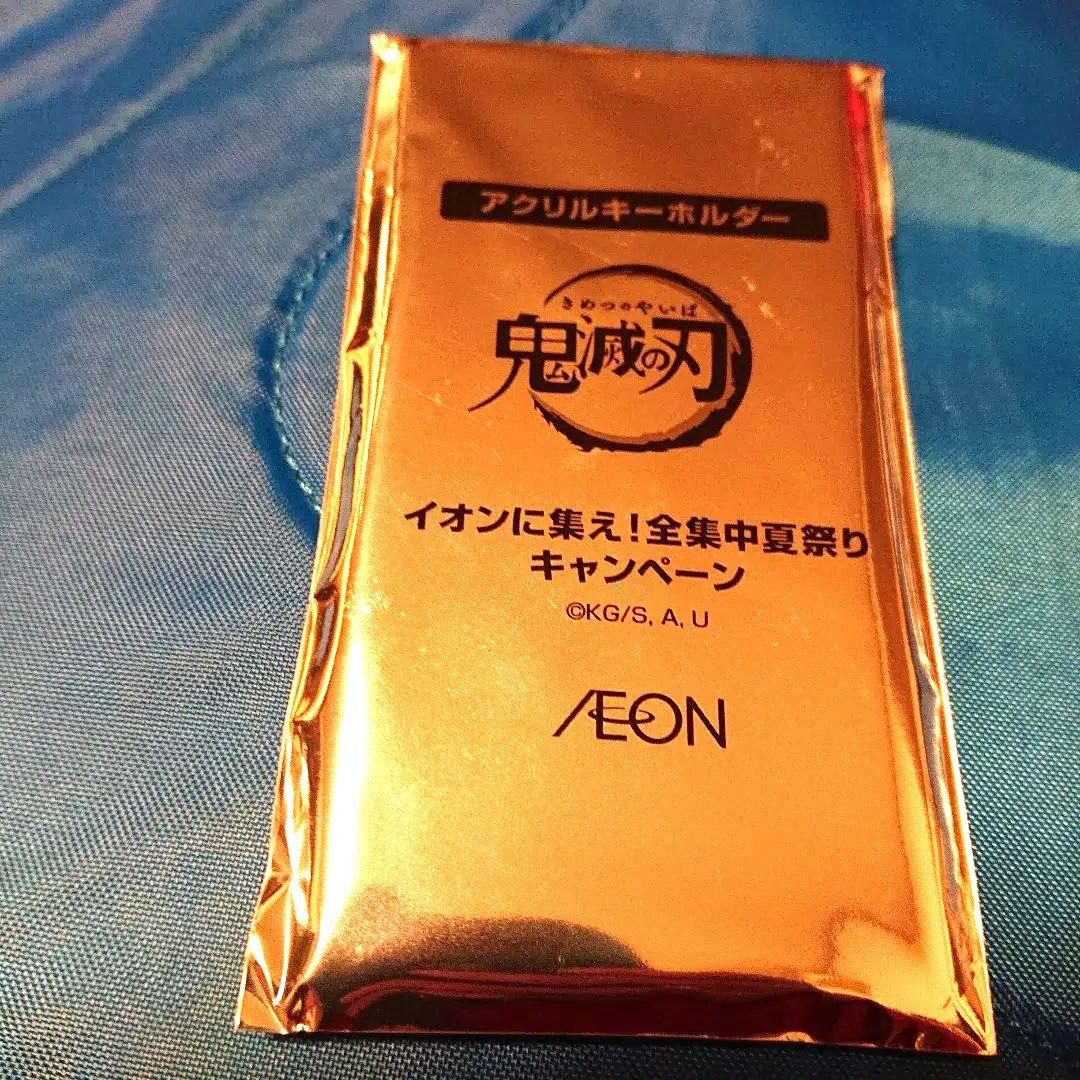 アクリルキーホルダー
きめつのやいば
鬼滅の刃
イオンに集え！全集中夏祭り
キャンペーン
©KG/S, A, U
ÆON